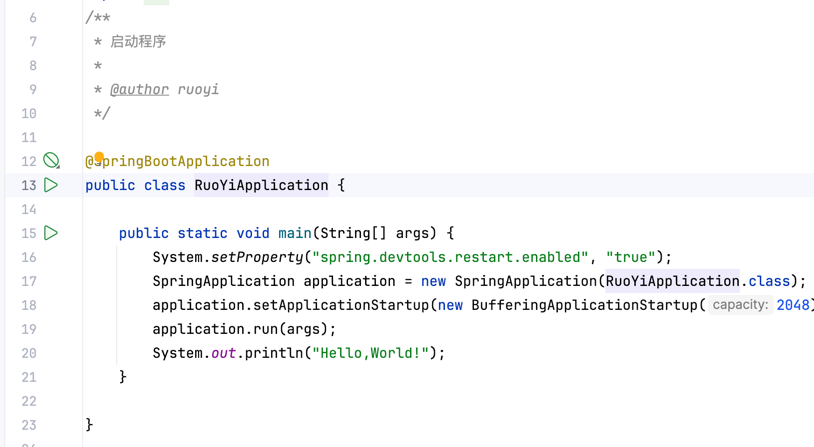 6 /**
7 * 启动程序
8 *
9 * @author ruoyi
10 */
11
12 @SpringBootApplication
13 public class RuoYiApplication {
14
15 public static void main(String[] args) {
16 System.setProperty("spring.devtools.restart.enabled", "true");
17 SpringApplication application = new SpringApplication(RuoYiApplication.class);
18 application.setApplicationStartup(new BufferingApplicationStartup( capacity: 2048)
19 application.run(args);
20 System.out.println("Hello,World!");
21 }
22
23 }